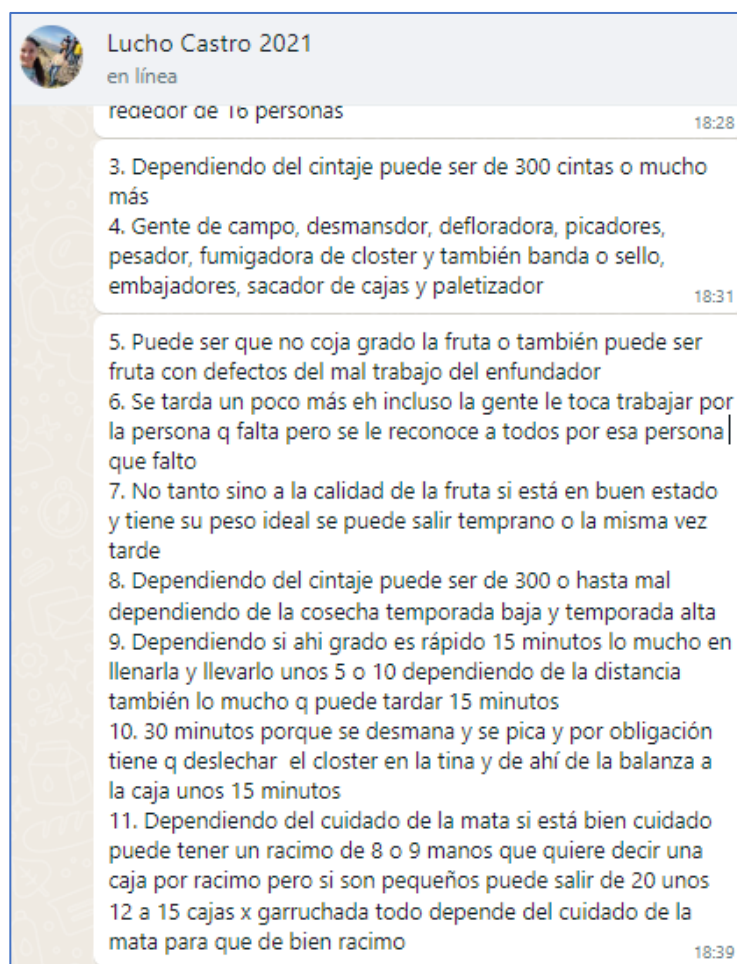 Lucho Castro 2021
en línea
rededor de 16 personas
18:28
3. Dependiendo del cintaje puede ser de 300 cintas o mucho
más
4. Gente de campo, desmansdor, defloradora, picadores,
pesador, fumigadora de closter y también banda o sello,
embajadores, sacador de cajas y paletizador
18:31
5. Puede ser que no coja grado la fruta o también puede ser
fruta con defectos del mal trabajo del enfundador
6. Se tarda un poco más eh incluso la gente le toca trabajar por
la persona q falta pero se le reconoce a todos por esa persona
que falto
7. No tanto sino a la calidad de la fruta si está en buen estado
y tiene su peso ideal se puede salir temprano o la misma vez
tarde
8. Dependiendo del cintaje puede ser de 300 o hasta mal
dependiendo de la cosecha temporada baja y temporada alta
9. Dependiendo si ahi grado es rápido 15 minutos lo mucho en
llenarla y llevarlo unos 5 o 10 dependiendo de la distancia
también lo mucho q puede tardar 15 minutos
10. 30 minutos porque se desmana y se pica y por obligación
tiene q deslechar el closter en la tina y de ahí de la balanza a
la caja unos 15 minutos
11. Dependiendo del cuidado de la mata si está bien cuidado
puede tener un racimo de 8 o 9 manos que quiere decir una
caja por racimo pero si son pequeños puede salir de 20 unos
12 a 15 cajas x garruchada todo depende del cuidado de la
mata para que de bien racimo
18:39